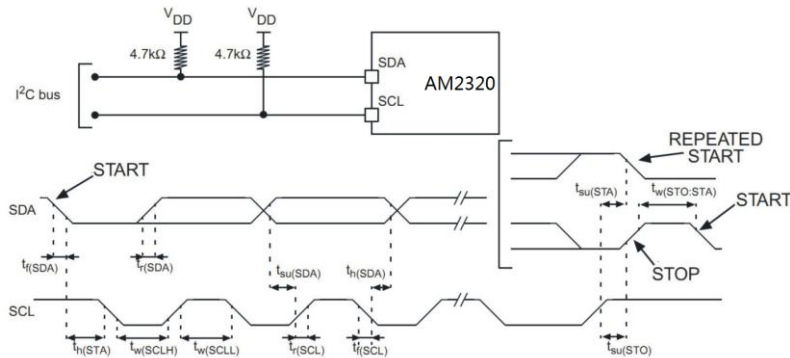 VDD VDD
4.7kΩ 4.7kΩ
SDA
I²C bus
AM2320
SCL
REPEATED
START
START
tsu(STA) tw(STO:STA)
START
SDA
tf(SDA) tr(SDA) tsu(SDA) th(SDA)
STOP
SCL
th(STA) tw(SCLH) tw(SCLL) tr(SCL) tf(SCL) tsu(STO)